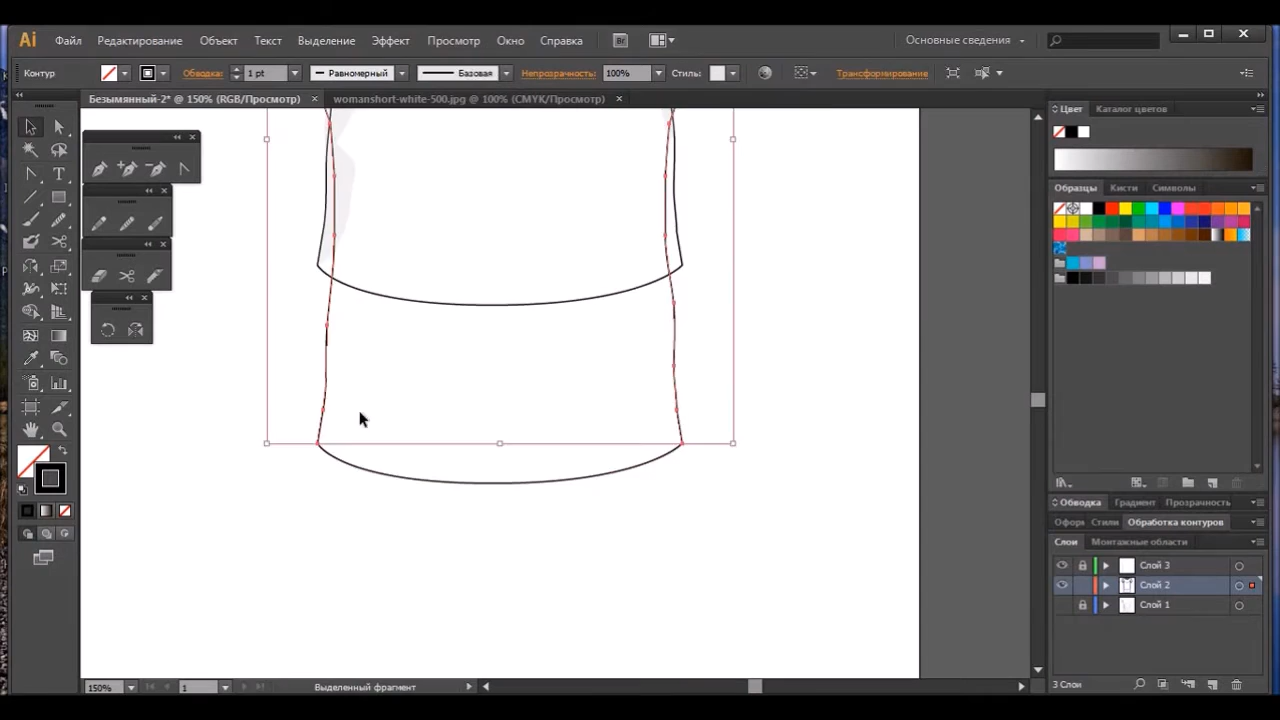 Ai Файл Редактирование Объект Текст Выделение Эффект Просмотр Окно Справка Br Основные сведения
Контур Обводка: 1 pt Равномерный Базовая Непрозрачность: 100% Стиль: Трансформирование
Безымянный-2* @ 150% (RGB/Просмотр) × womanshort-white-500.jpg @ 100% (CMYK/Просмотр) ×
Цвет Каталог цветов
Образцы Кисти Символы
Обводка Градиент Прозрачность
Офор Стили Обработка контуров
Слои Монтажные области
Слой 3
Слой 2
Слой 1
3 Слои
150% 1 Выделенный фрагмент